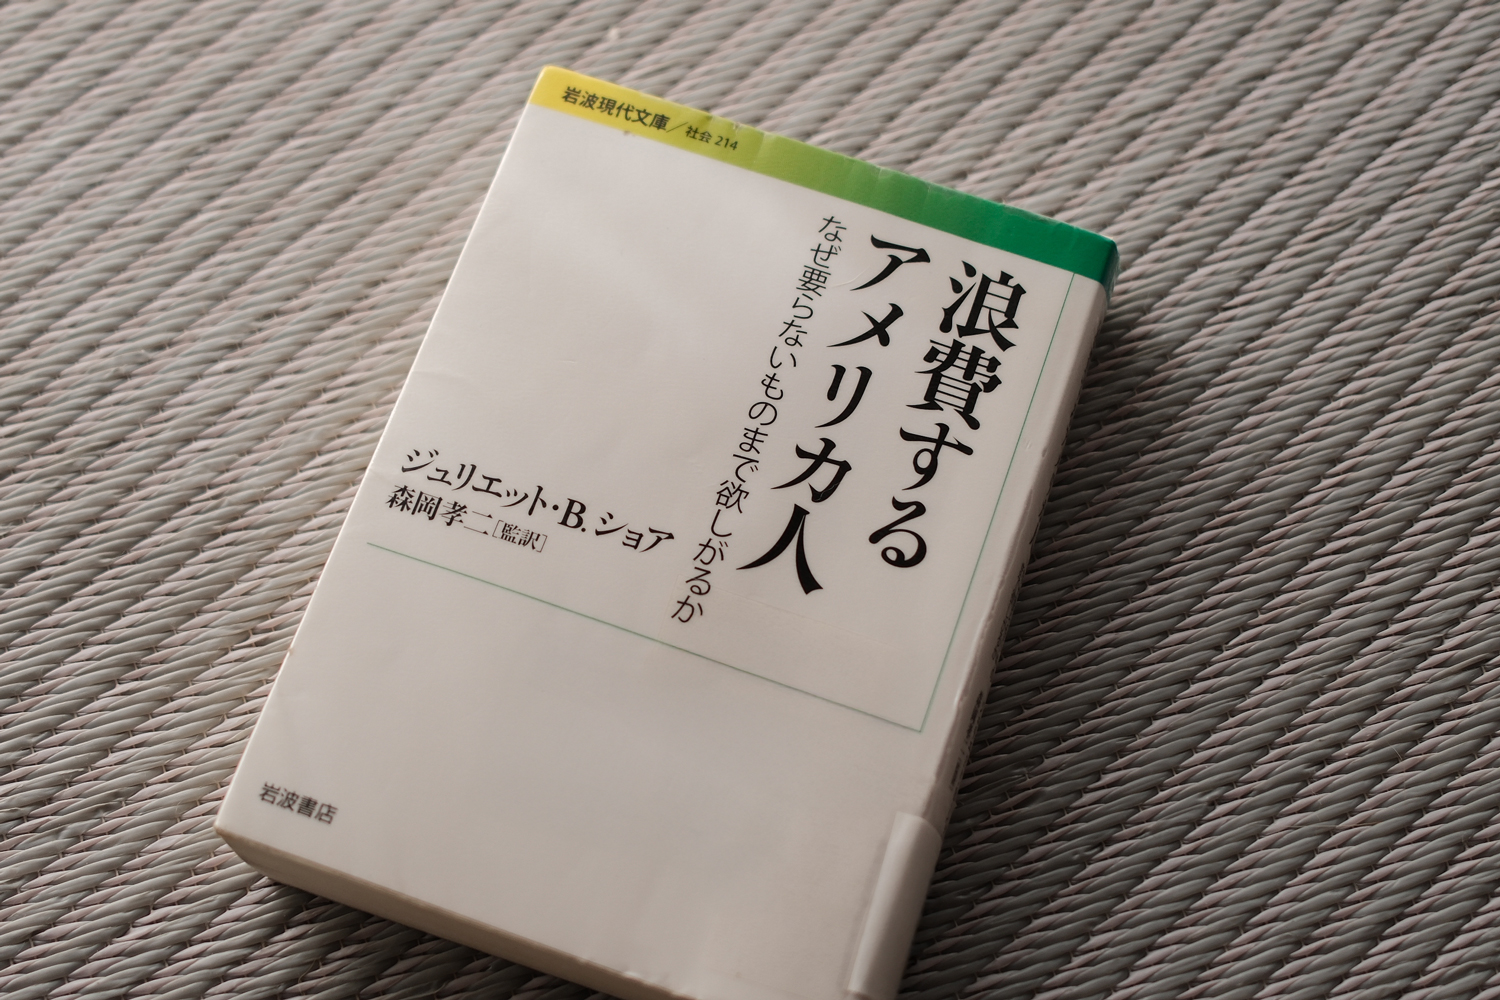 岩波現代文庫／社会 214
浪費する
アメリカ人
なぜ要らないものまで欲しがるか
ジュリエット・B.ショア
森岡孝二［監訳］
岩波書店